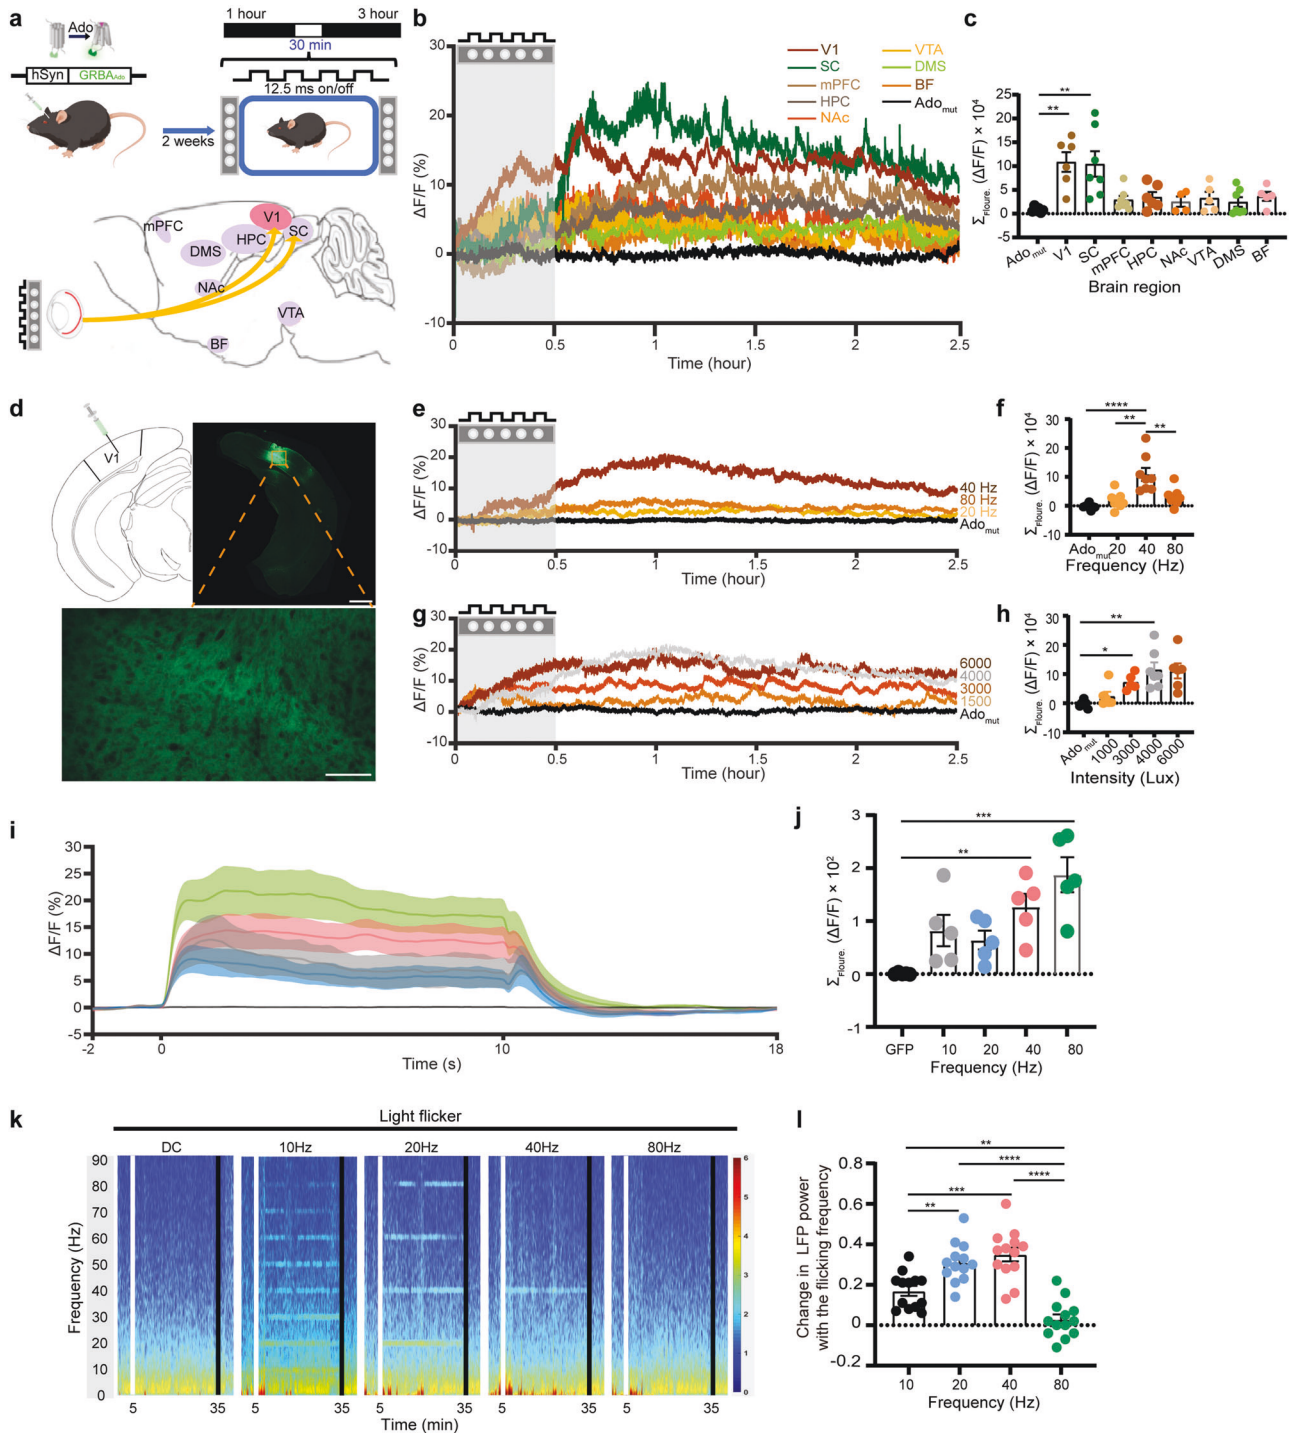 a
Ado
hSyn
GRBA_Ado
1 hour
3 hour
30 min
12.5 ms on/off
2 weeks
mPFC
V1
HPC
SC
DMS
NAc
VTA
BF
b
30
20
10
0
-10
ΔF/F (%)
0
0.5
1
1.5
2
2.5
Time (hour)
V1
SC
mPFC
HPC
NAc
VTA
DMS
BF
Ado_mut
c
Σ_Floure. (ΔF/F) × 10⁴
25
20
15
10
5
0
-5
**
**
Ado_mut
V1
SC
mPFC
HPC
NAc
VTA
DMS
BF
Brain region
d
V1
e
ΔF/F (%)
30
20
10
0
-10
40 Hz
80 Hz
20 Hz
Ado_mut
0
0.5
1
1.5
2
2.5
Time (hour)
f
Σ_Floure. (ΔF/F) × 10⁴
30
20
10
0
-10
****
**
**
Ado_mut
20
40
80
Frequency (Hz)
g
ΔF/F (%)
30
20
10
0
-10
6000
4000
3000
1500
Ado_mut
0
0.5
1
1.5
2
2.5
Time (hour)
h
Σ_Floure. (ΔF/F) × 10⁴
30
20
10
0
-10
**
*
Ado_mut
1000
3000
4000
6000
Intensity (Lux)
i
ΔF/F (%)
30
25
20
15
10
5
0
-5
-2
0
10
18
Time (s)
j
Σ_Floure. (ΔF/F) × 10²
3
2
1
0
-1
***
**
GFP
10
20
40
80
Frequency (Hz)
k
Light flicker
DC
10Hz
20Hz
40Hz
80Hz
Frequency (Hz)
90
80
70
60
50
40
30
20
10
0
5 35
5 35
5 35
5 35
5 35
Time (min)
6
5
4
3
2
1
0
l
Change in LFP power
with the flicking frequency
0.8
0.6
0.4
0.2
0
-0.2
**
****
****
***
**
10
20
40
80
Frequency (Hz)